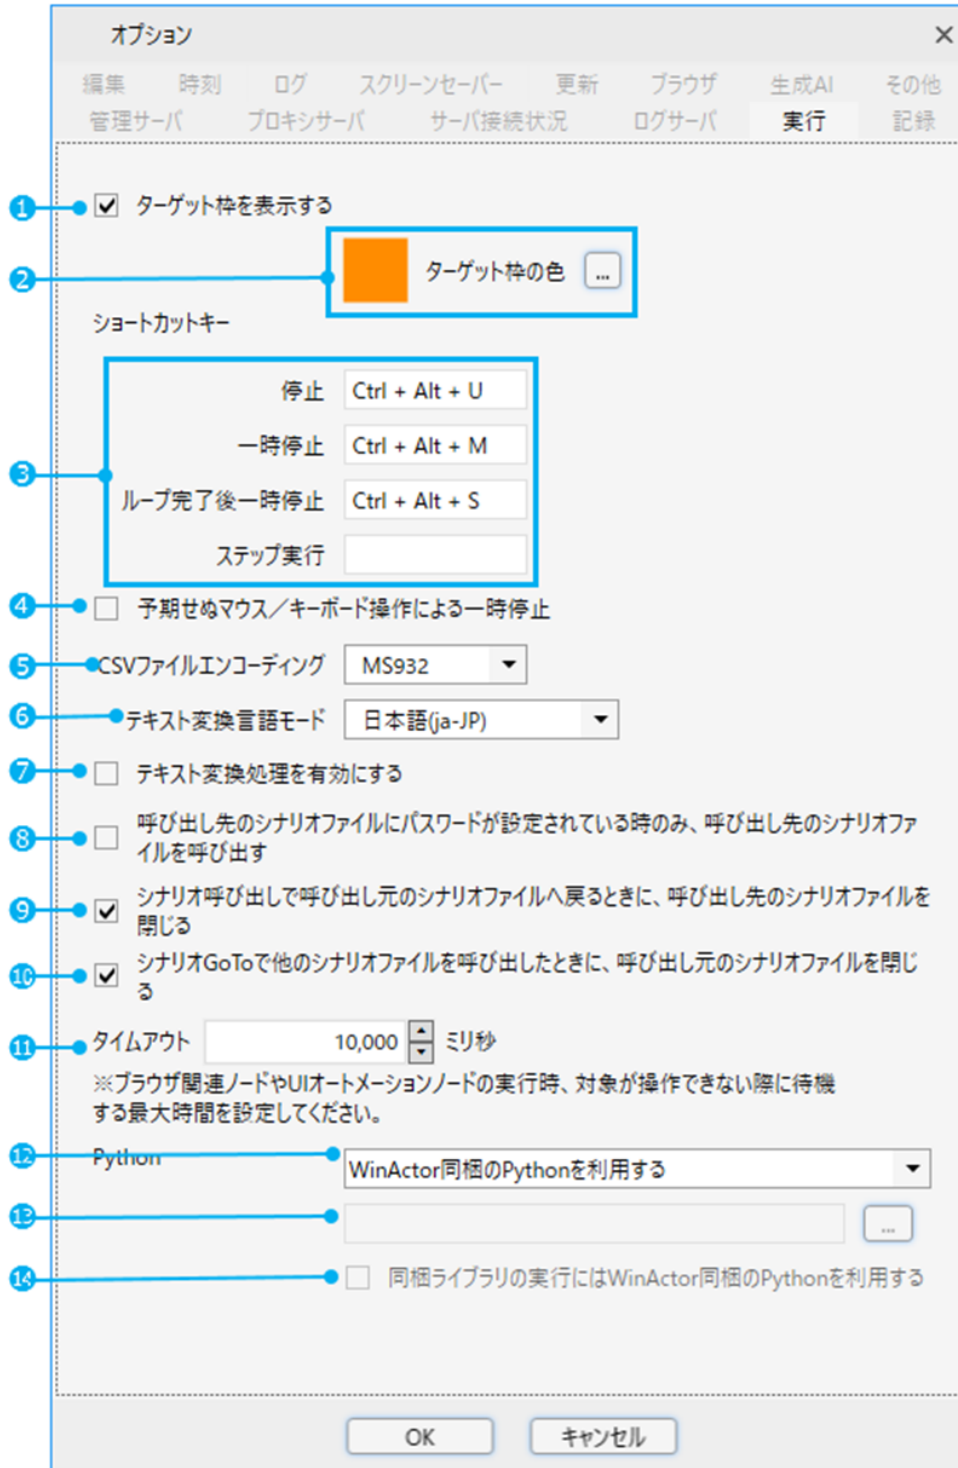 オプション
編集 時刻 ログ スクリーンセーバー 更新 ブラウザ 生成AI その他
管理サーバ プロキシサーバ サーバ接続状況 ログサーバ 実行 記録
1 ターゲット枠を表示する
2 ターゲット枠の色 ...
ショートカットキー
停止 Ctrl + Alt + U
一時停止 Ctrl + Alt + M
3
ループ完了後一時停止 Ctrl + Alt + S
ステップ実行
4 予期せぬマウス／キーボード操作による一時停止
5 CSVファイルエンコーディング MS932
6 テキスト変換言語モード 日本語(ja-JP)
7 テキスト変換処理を有効にする
8 呼び出し先のシナリオファイルにパスワードが設定されている時のみ、呼び出し先のシナリオファ
イルを呼び出す
9 シナリオ呼び出しで呼び出し元のシナリオファイルへ戻るときに、呼び出し先のシナリオファイルを
閉じる
10 シナリオGoToで他のシナリオファイルを呼び出したときに、呼び出し元のシナリオファイルを閉じ
る
11 タイムアウト 10,000 ミリ秒
※ブラウザ関連ノードやUIオートメーションノードの実行時、対象が操作できない際に待機
する最大時間を設定してください。
12 Python WinActor同梱のPythonを利用する
13 ...
14 同梱ライブラリの実行にはWinActor同梱のPythonを利用する
OK キャンセル